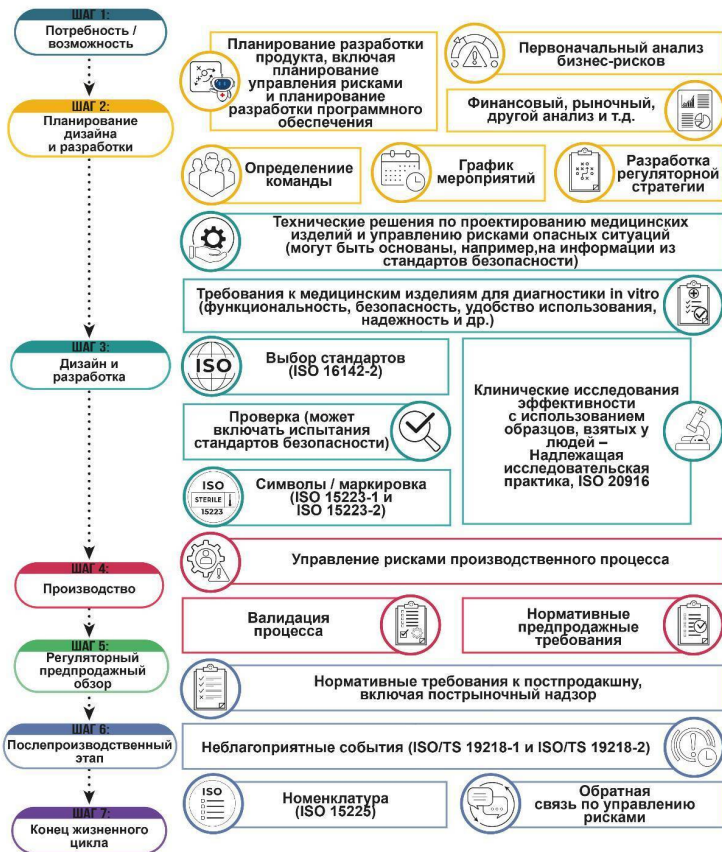 ШАГ 1:
Потребность /
возможность
ШАГ 2:
Планирование
дизайна
и разработки
Планирование разработки
продукта, включая
планирование
управления рисками
и планирование
разработки программного
обеспечения
Первоначальный анализ
бизнес-рисков
Финансовый, рыночный,
другой анализ и т.д.
Определениие
команды
График
мероприятий
Разработка
регуляторной
стратегии
Технические решения по проектированию медицинских
изделий и управлению рисками опасных ситуаций
(могут быть основаны, например,на информации из
стандартов безопасности)
Требования к медицинским изделиям для диагностики in vitro
(функциональность, безопасность, удобство использования,
надежность и др.)
ШАГ 3:
Дизайн и
разработка
ISO
Выбор стандартов
(ISO 16142-2)
Проверка (может
включать испытания
стандартов безопасности)
ISO
STERILE
15223
Символы / маркировка
(ISO 15223-1 и
ISO 15223-2)
Клинические исследования
эффективности
с использованием
образцов, взятых у
людей –
Надлежащая
исследовательская
практика, ISO 20916
ШАГ 4:
Производство
Управление рисками производственного процесса
Валидация
процесса
Нормативные
предпродажные
требования
ШАГ 5:
Регуляторный
предпродажный
обзор
Нормативные требования к постпродакшну,
включая пострыночный надзор
ШАГ 6:
Послепроизводственный
этап
Неблагоприятные события (ISO/TS 19218-1 и ISO/TS 19218-2)
ISO
Номенклатура
(ISO 15225)
Обратная
связь по управлению
рисками
ШАГ 7:
Конец жизненного
цикла